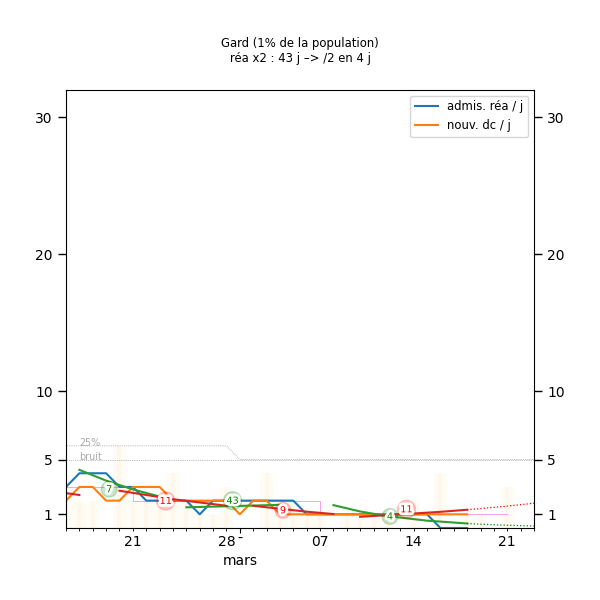 Gard (1% de la population)
réa x2 : 43 j –> /2 en 4 j
admis. réa / j
nouv. dc / j
30 30
20 20
10 10
25%
bruit
5 5
7 11 43 9 4 11
1 1
21 28 07 14 21
mars